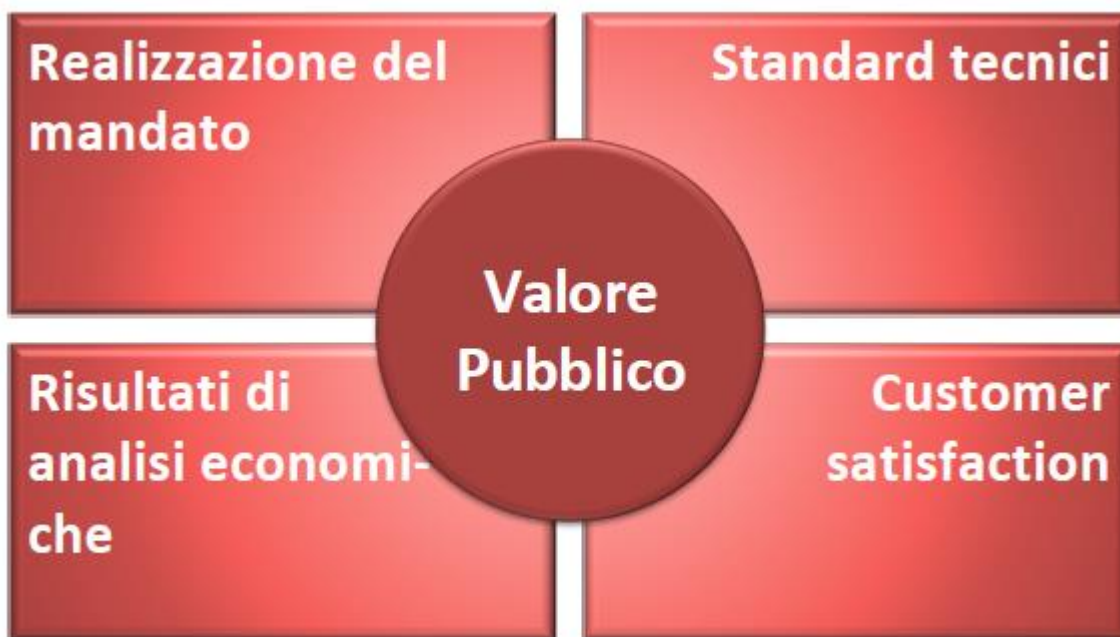 Realizzazione del
mandato
Standard tecnici
Valore
Pubblico
Risultati di
analisi economi-
che
Customer
satisfaction